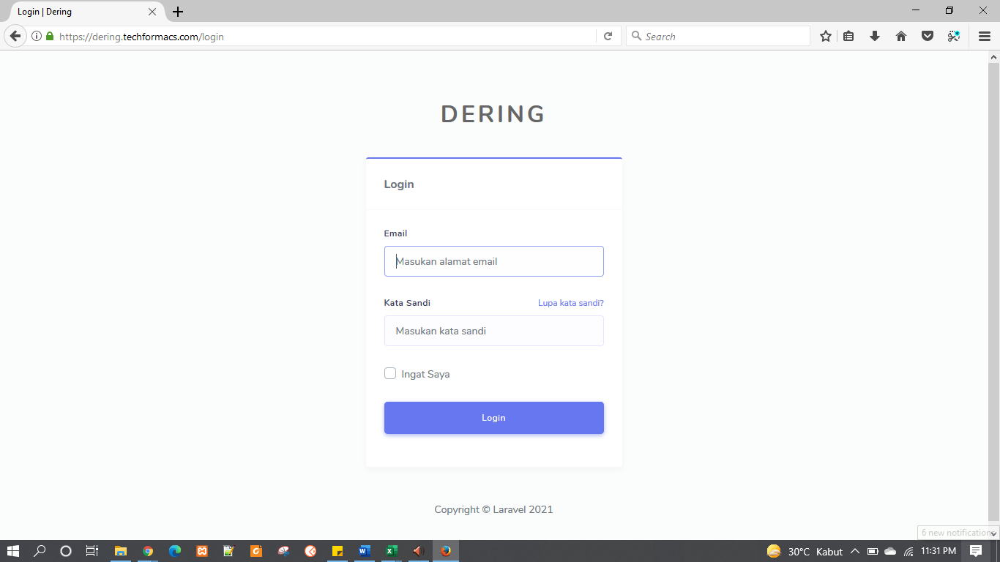 Login | Dering
https://dering.techformacs.com/login
Search
DERING
Login
Email
Masukan alamat email
Kata Sandi
Lupa kata sandi?
Masukan kata sandi
Ingat Saya
Login
Copyright © Laravel 2021
6 new notifications
30°C Kabut
11:31 PM